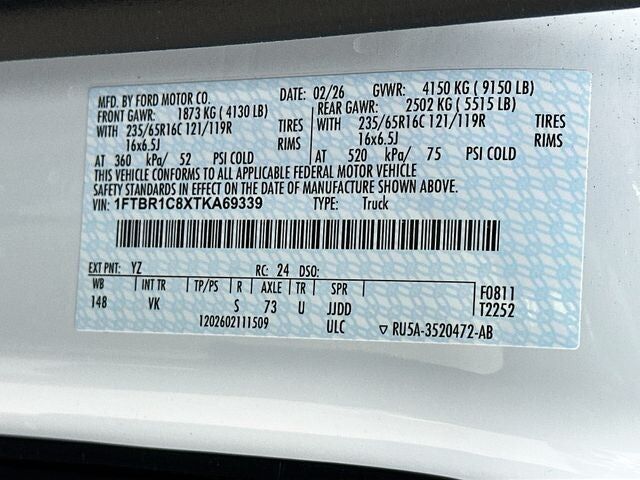 MFD. BY FORD MOTOR CO. DATE: 02/26 GVWR: 4150 KG ( 9150 LB)
FRONT GAWR: 1873 KG ( 4130 LB) REAR GAWR: 2502 KG ( 5515 LB)
WITH 235/65R16C 121/119R TIRES WITH 235/65R16C 121/119R TIRES
16x6.5J RIMS 16x6.5J RIMS
AT 360 kPa/ 52 PSI COLD AT 520 kPa/ 75 PSI COLD
THIS VEHICLE CONFORMS TO ALL APPLICABLE FEDERAL MOTOR VEHICLE
SAFETY STANDARDS IN EFFECT ON THE DATE OF MANUFACTURE SHOWN ABOVE.
VIN: 1FTBR1C8XTKA69339 TYPE: Truck
EXT PNT: YZ RC: 24 DSO:
WB INT TR TP/PS R AXLE TR SPR F0811
148 VK S 73 U JJDD T2252
1202602111509 ULC ▽ RU5A-3520472-AB